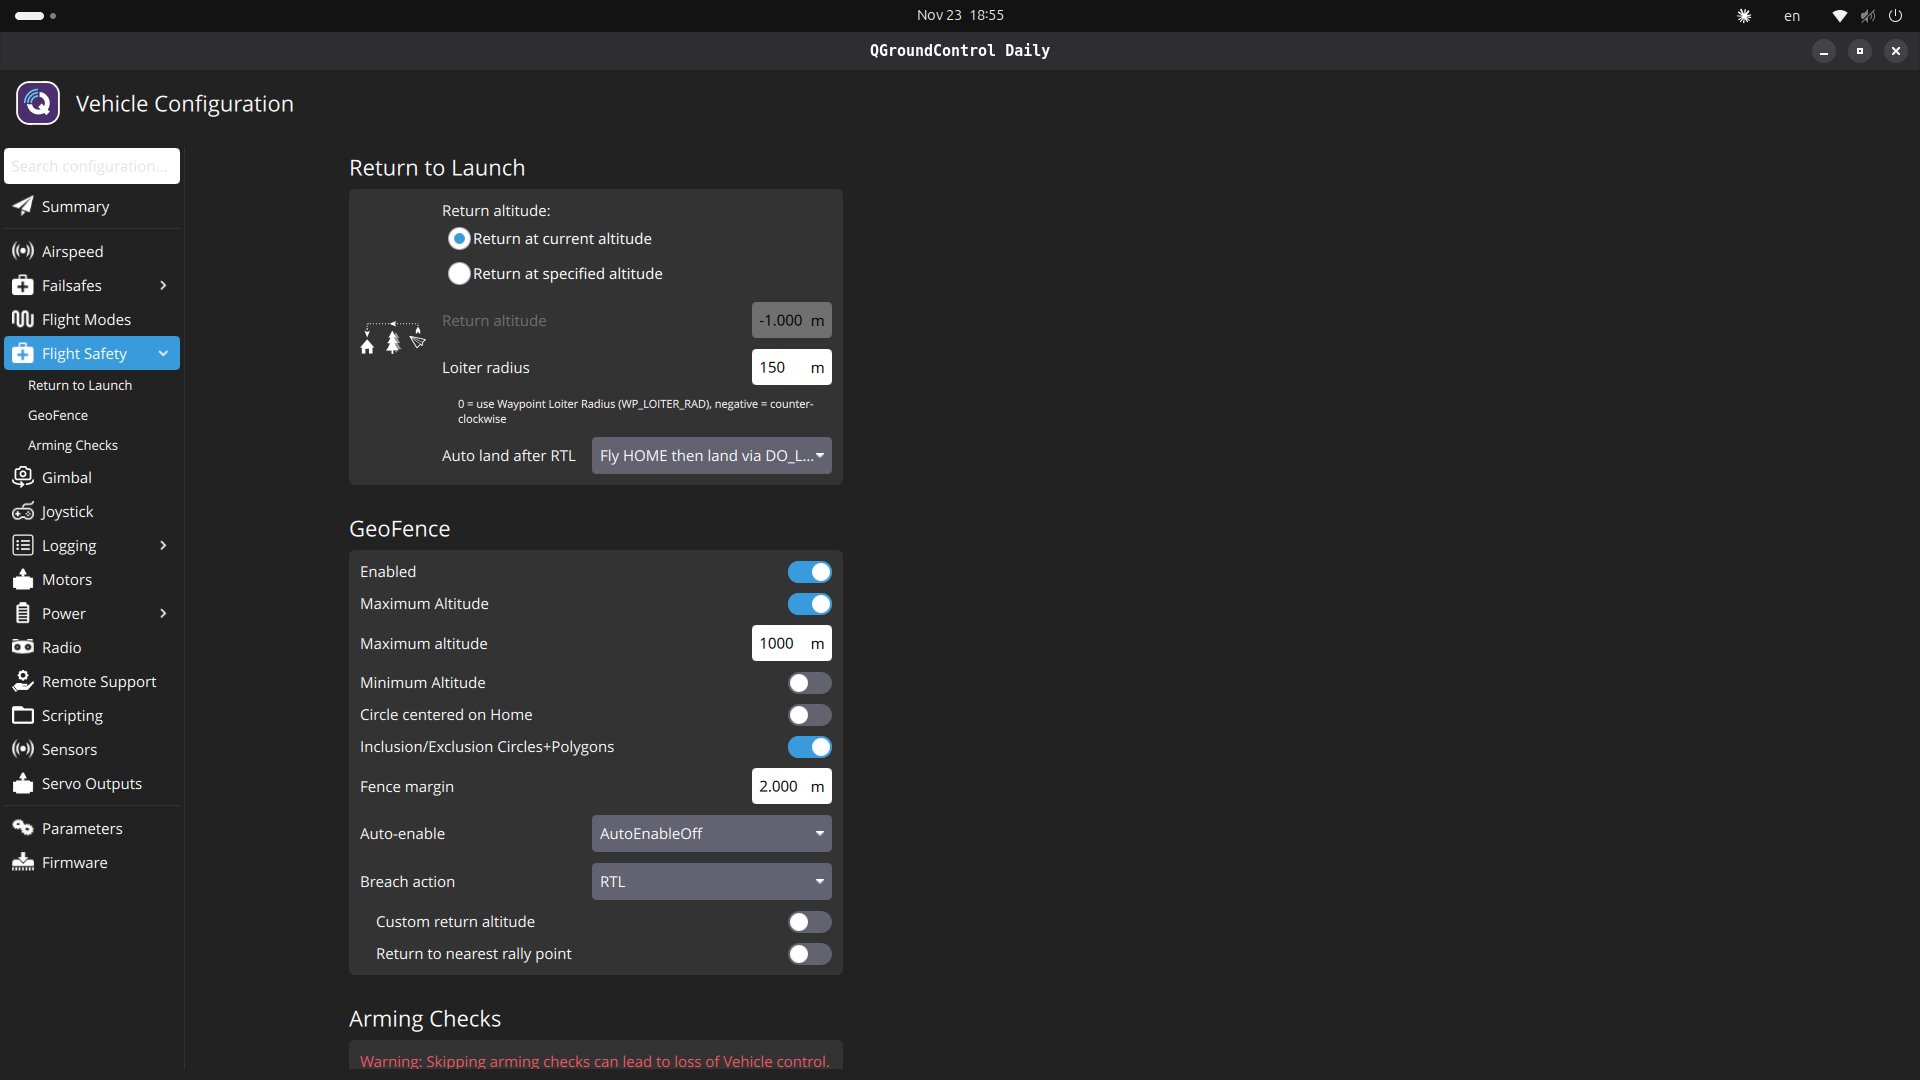 Nov 23 18:55
en
QGroundControl Daily
Vehicle Configuration
Search configuration...
Summary
Airspeed
Failsafes
Flight Modes
Flight Safety
Return to Launch
GeoFence
Arming Checks
Gimbal
Joystick
Logging
Motors
Power
Radio
Remote Support
Scripting
Sensors
Servo Outputs
Parameters
Firmware
Return to Launch
Return altitude:
Return at current altitude
Return at specified altitude
Return altitude -1.000 m
Loiter radius 150 m
0 = use Waypoint Loiter Radius (WP_LOITER_RAD), negative = counter-
clockwise
Auto land after RTL Fly HOME then land via DO_L...
GeoFence
Enabled
Maximum Altitude
Maximum altitude 1000 m
Minimum Altitude
Circle centered on Home
Inclusion/Exclusion Circles+Polygons
Fence margin 2.000 m
Auto-enable AutoEnableOff
Breach action RTL
Custom return altitude
Return to nearest rally point
Arming Checks
Warning: Skipping arming checks can lead to loss of Vehicle control.